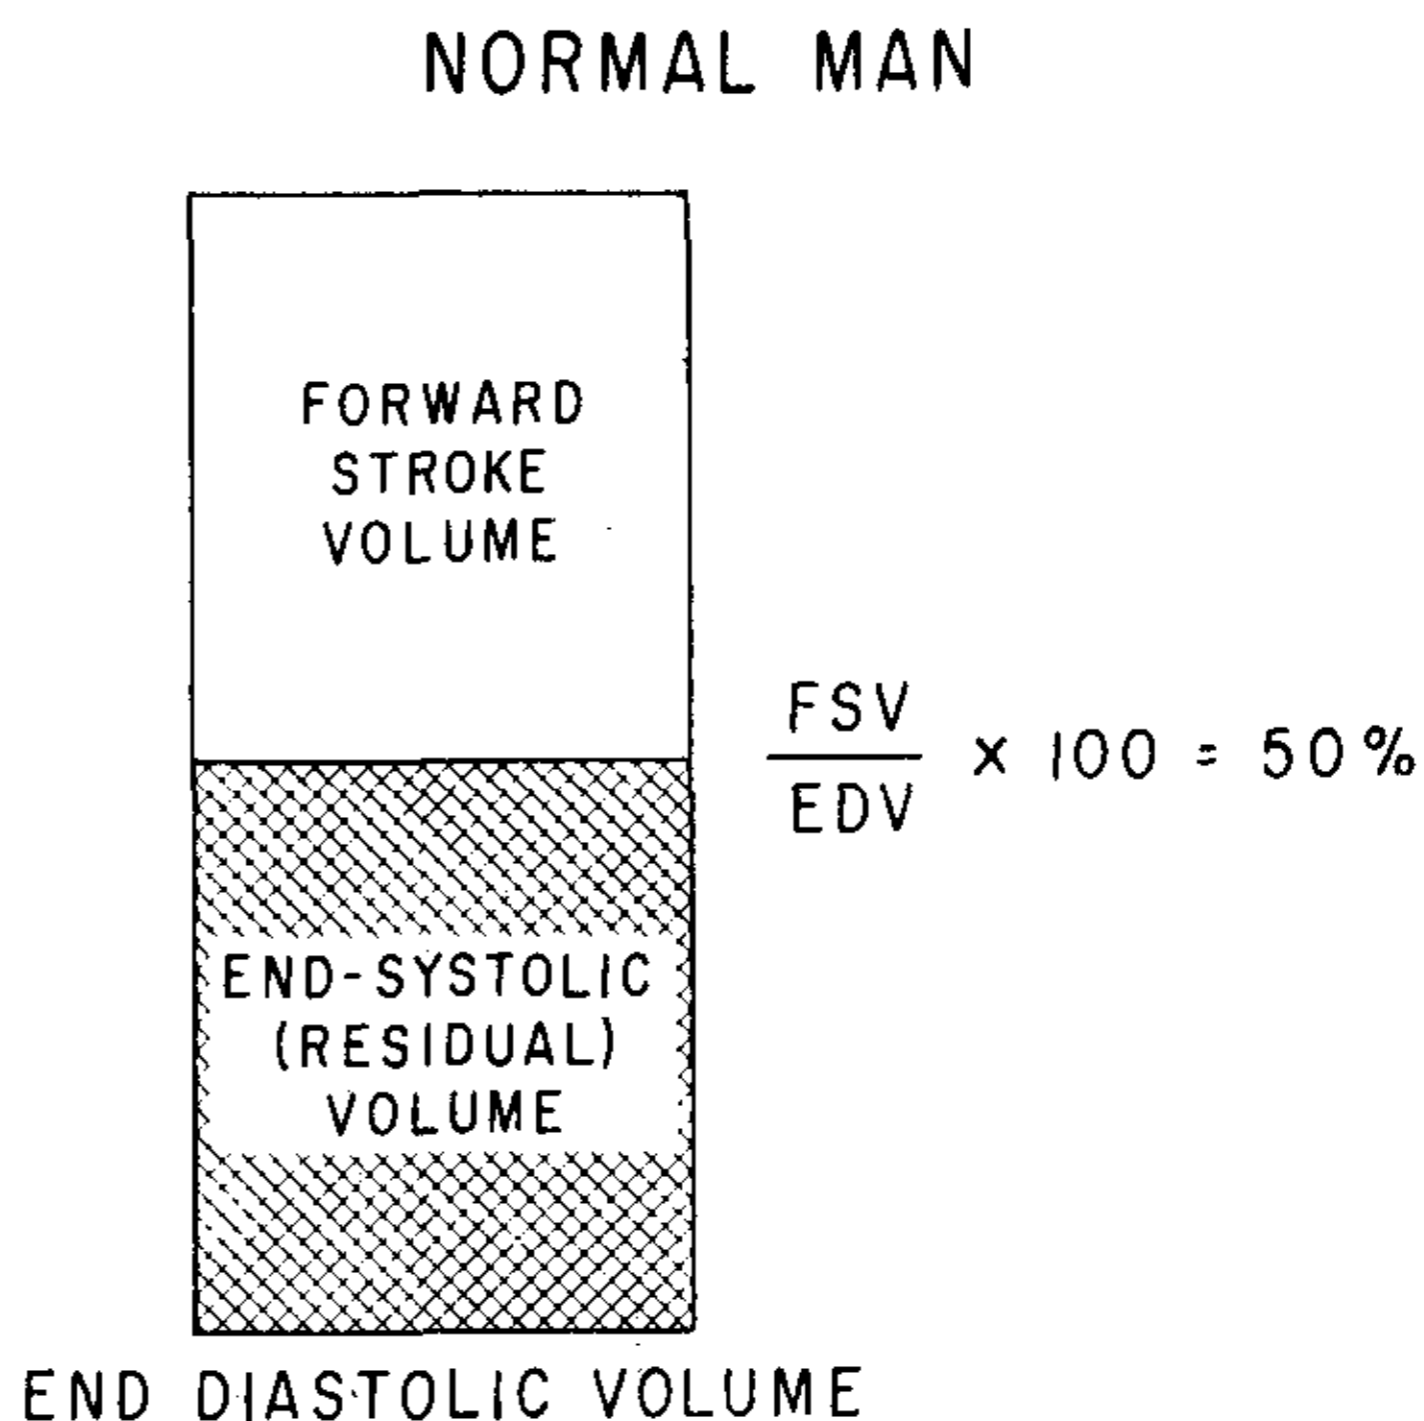 NORMAL MAN
FORWARD
STROKE
VOLUME
FSV
EDV
× 100 = 50%
END-SYSTOLIC
(RESIDUAL)
VOLUME
END DIASTOLIC VOLUME